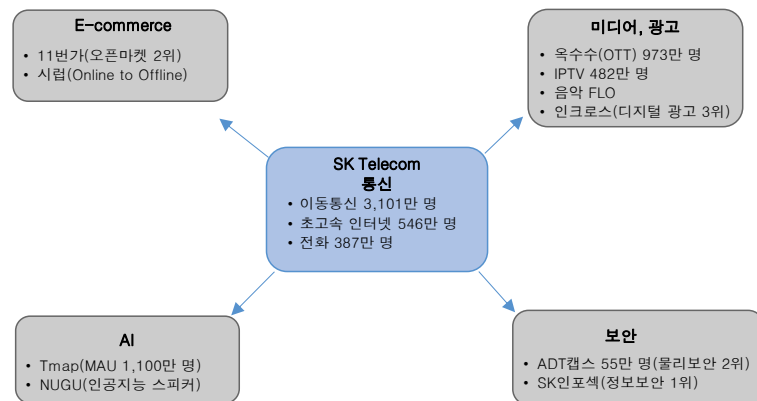 E-commerce
• 11번가(오픈마켓 2위)
• 시럽(Online to Offline)
미디어, 광고
• 옥수수(OTT) 973만 명
• IPTV 482만 명
• 음악 FLO
• 인크로스(디지털 광고 3위)
SK Telecom
통신
• 이동통신 3,101만 명
• 초고속 인터넷 546만 명
• 전화 387만 명
AI
• Tmap(MAU 1,100만 명)
• NUGU(인공지능 스피커)
보안
• ADT캡스 55만 명(물리보안 2위)
• SK인포섹(정보보안 1위)